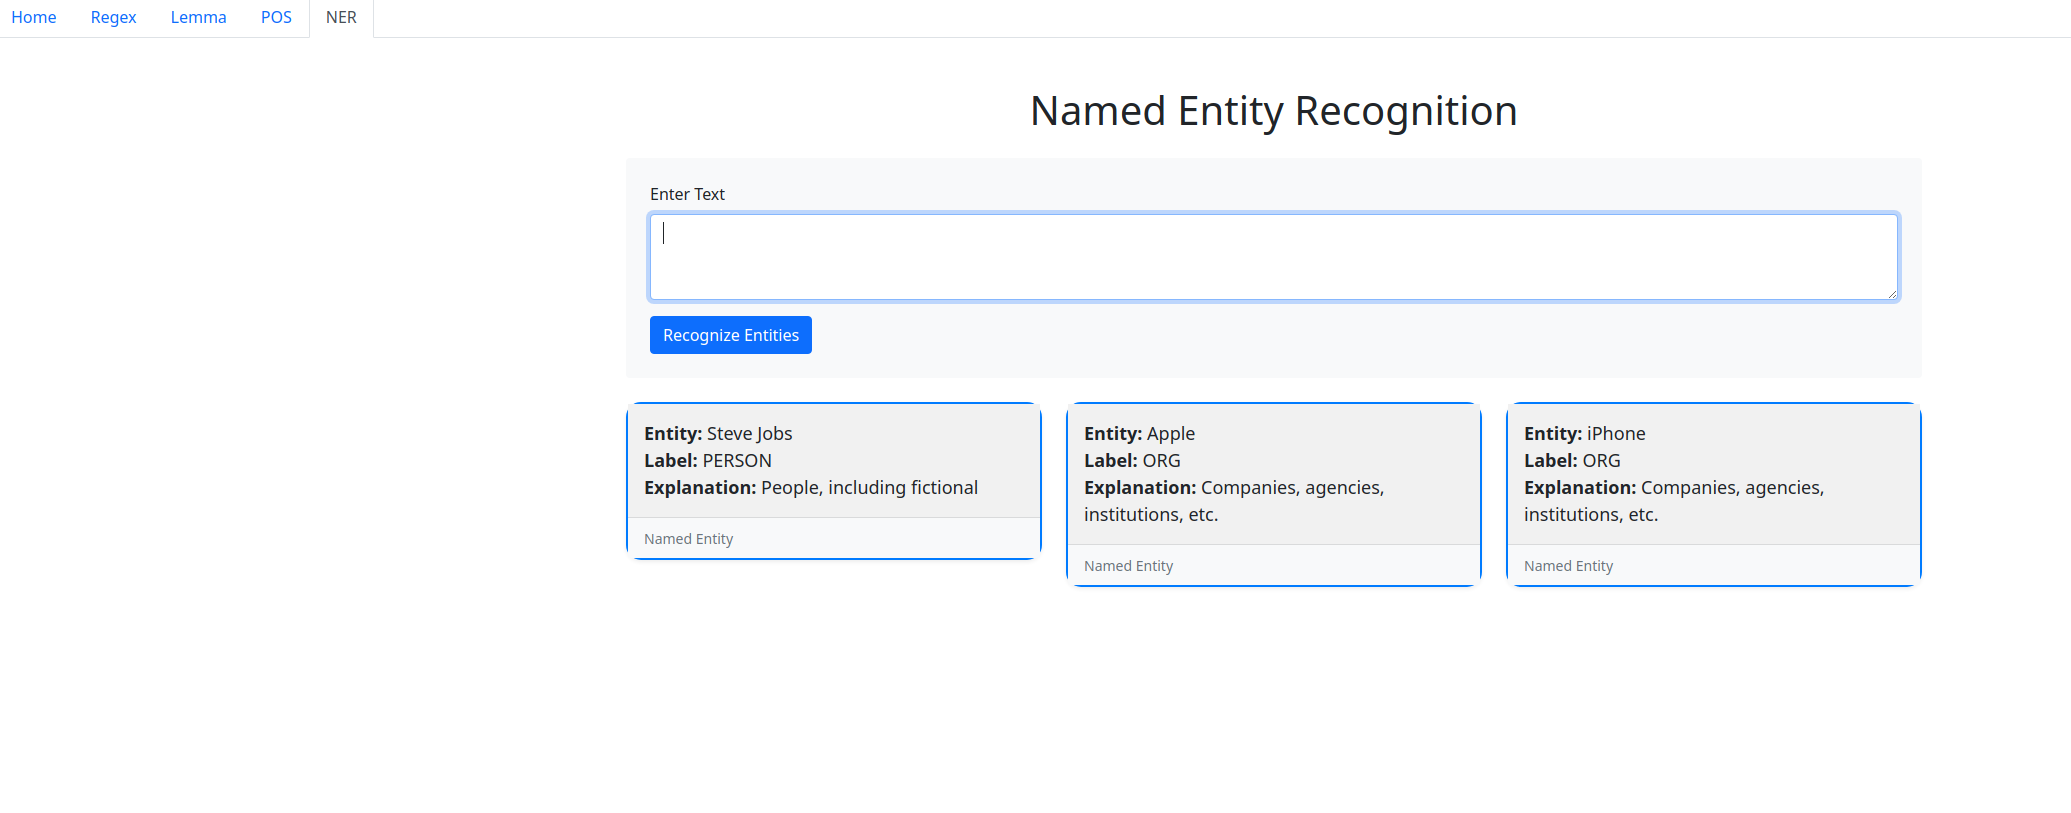 Home Regex Lemma POS NER
Named Entity Recognition
Enter Text
Recognize Entities
Entity: Steve Jobs
Label: PERSON
Explanation: People, including fictional
Named Entity
Entity: Apple
Label: ORG
Explanation: Companies, agencies,
institutions, etc.
Named Entity
Entity: iPhone
Label: ORG
Explanation: Companies, agencies,
institutions, etc.
Named Entity